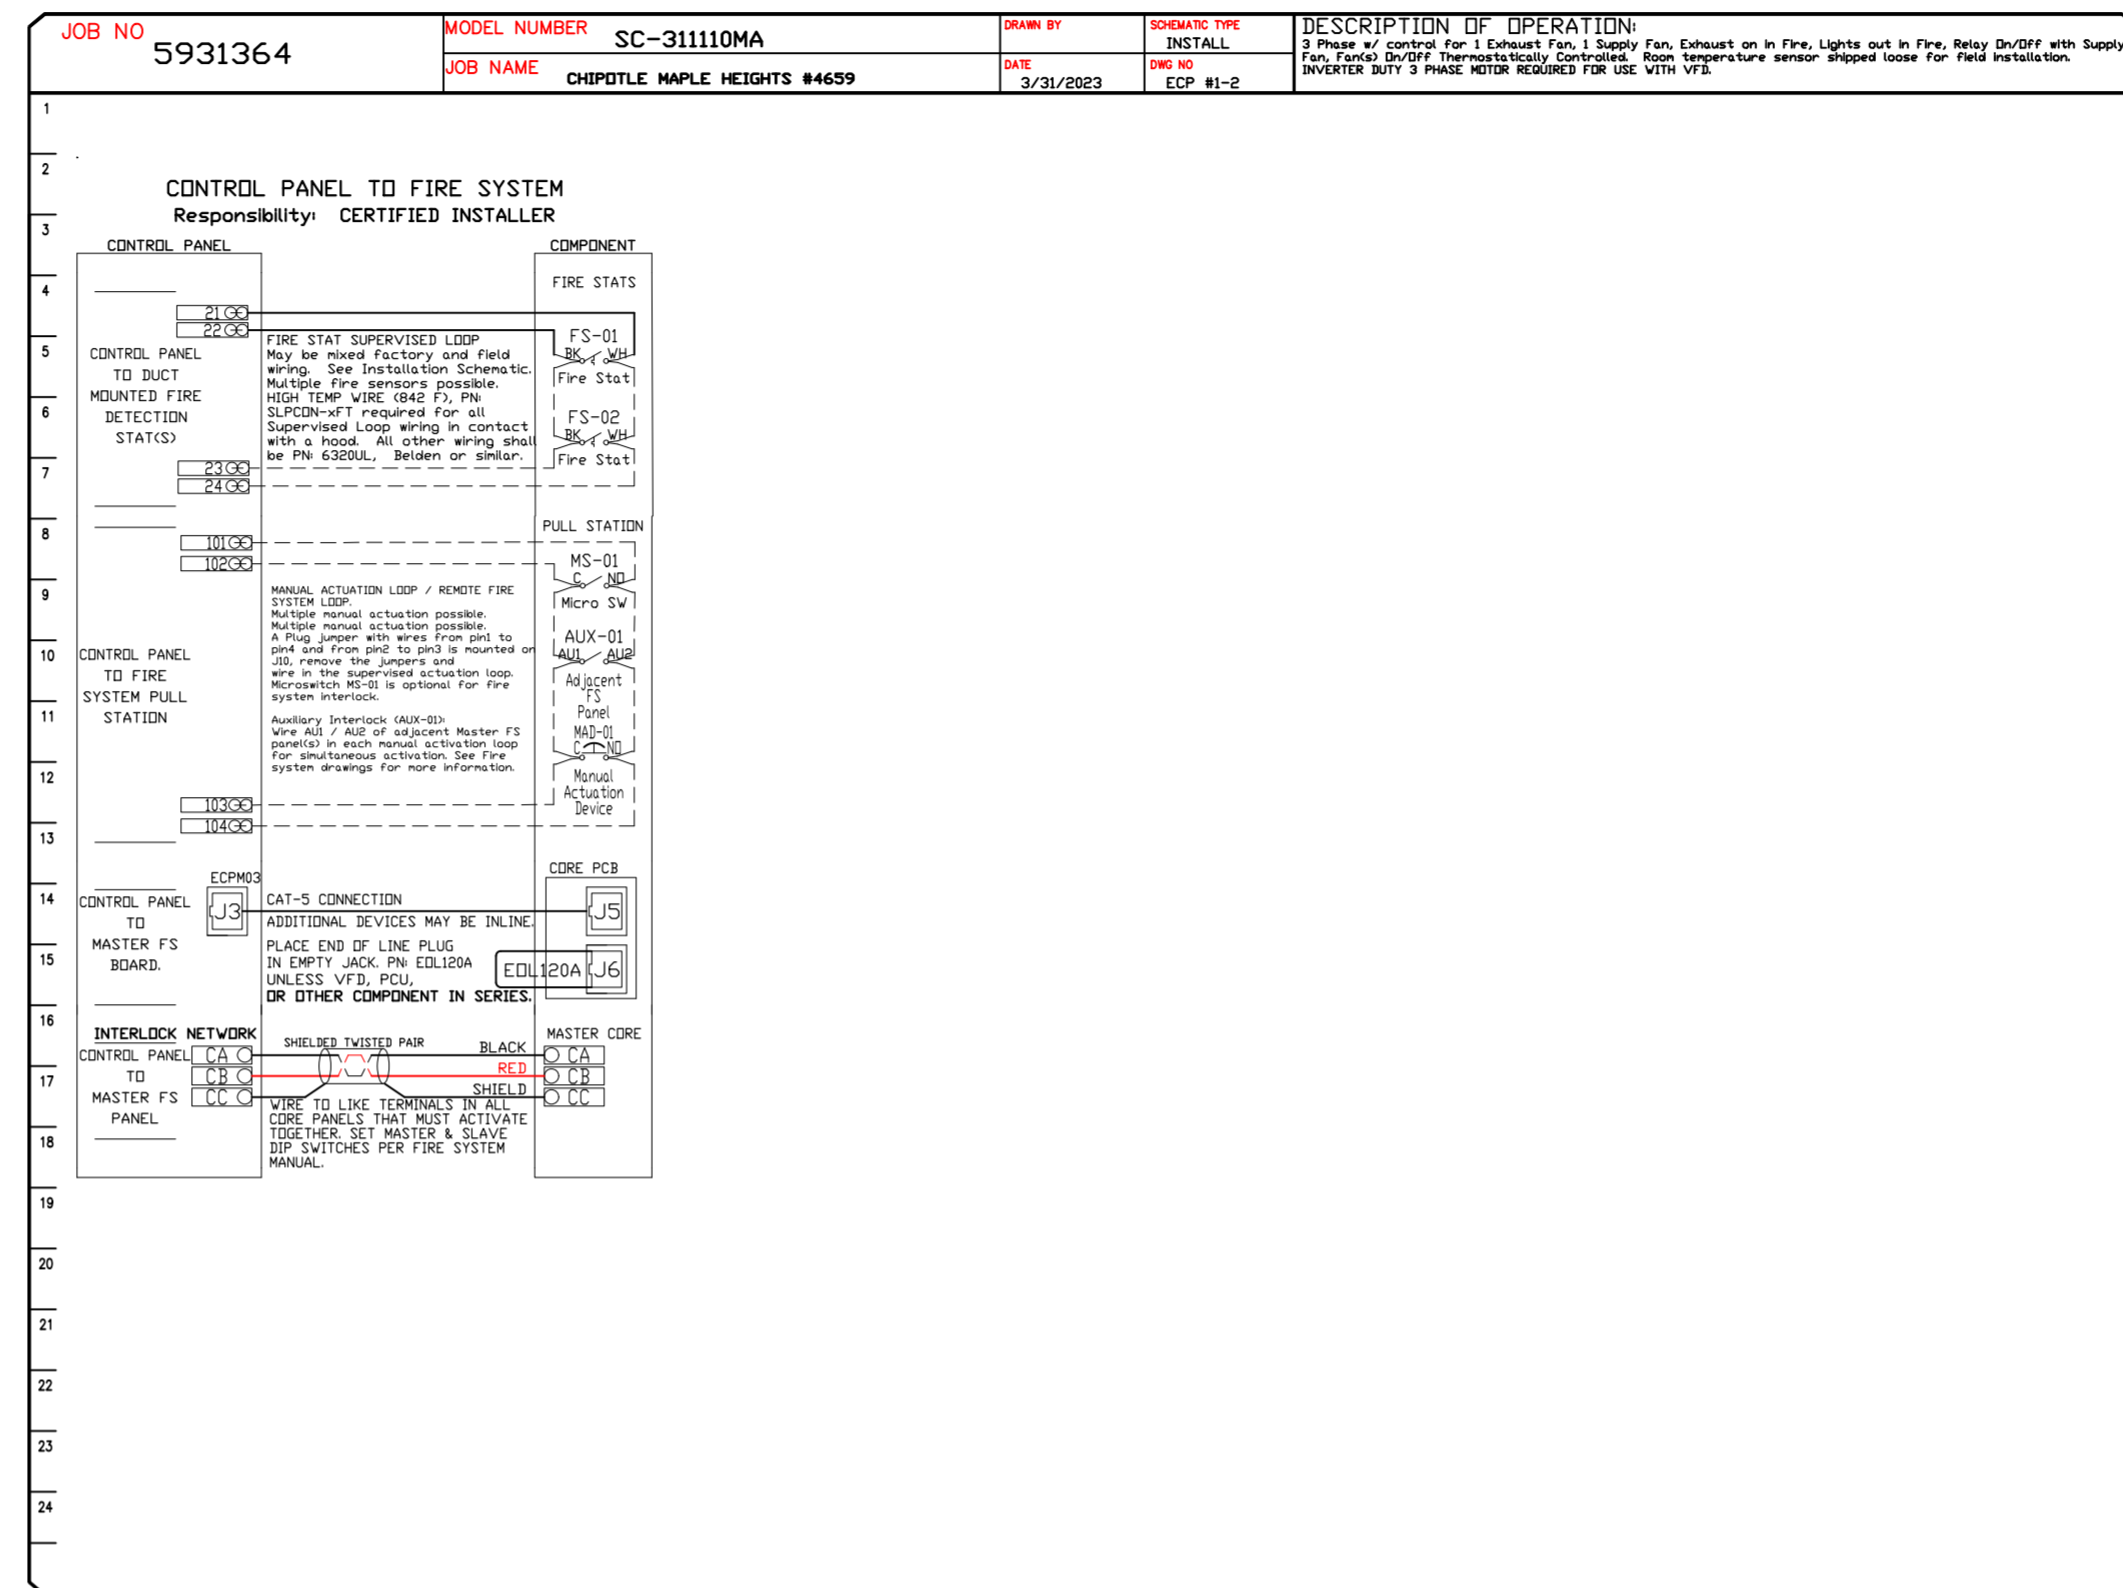 JOB NO
5931364
MODEL NUMBER
SC-311110MA
JOB NAME
CHIPOTLE MAPLE HEIGHTS #4659
DRAWN BY
DATE
3/31/2023
SCHEMATIC TYPE
INSTALL
DWG NO
ECP #1-2
DESCRIPTION OF OPERATION:
3 Phase w/ control for 1 Exhaust Fan, 1 Supply Fan, Exhaust on in Fire, Lights out in Fire, Relay On/Off with Supply
Fan, Fan(s) On/Off Thermostatically Controlled. Room temperature sensor shipped loose for field installation.
INVERTER DUTY 3 PHASE MOTOR REQUIRED FOR USE WITH VFD.
1
2
3
4
5
6
7
8
9
10
11
12
13
14
15
16
17
18
19
20
21
22
23
24
CONTROL PANEL TO FIRE SYSTEM
Responsibility: CERTIFIED INSTALLER
CONTROL PANEL
COMPONENT
FIRE STATS
21
22
CONTROL PANEL
TO DUCT
MOUNTED FIRE
DETECTION
STAT(S)
23
24
FIRE STAT SUPERVISED LOOP
May be mixed factory and field
wiring. See Installation Schematic.
Multiple fire sensors possible.
HIGH TEMP WIRE (842 F), PN:
SLPCON-xFT required for all
Supervised Loop wiring in contact
with a hood. All other wiring shall
be PN: 6320UL, Belden or similar.
FS-01
BK WH
Fire Stat
FS-02
BK WH
Fire Stat
PULL STATION
101
102
CONTROL PANEL
TO FIRE
SYSTEM PULL
STATION
103
104
MANUAL ACTUATION LOOP / REMOTE FIRE
SYSTEM LOOP.
Multiple manual actuation possible.
Multiple manual actuation possible.
A Plug jumper with wires from pin1 to
pin4 and from pin2 to pin3 is mounted on
J10, remove the jumpers and
wire in the supervised actuation loop.
Microswitch MS-01 is optional for fire
system interlock.
Auxiliary Interlock (AUX-01):
Wire AU1 / AU2 of adjacent Master FS
panel(s) in each manual activation loop
for simultaneous activation. See Fire
system drawings for more information.
MS-01
C NO
Micro SW
AUX-01
AU1 AU2
Adjacent
FS
Panel
MAD-01
C NO
Manual
Actuation
Device
CORE PCB
ECPM03
CONTROL PANEL
TO
MASTER FS
BOARD.
J3
CAT-5 CONNECTION
ADDITIONAL DEVICES MAY BE INLINE.
PLACE END OF LINE PLUG
IN EMPTY JACK. PN: EOL120A
UNLESS VFD, PCU,
OR OTHER COMPONENT IN SERIES.
J5
EOL120A J6
INTERLOCK NETWORK
CONTROL PANEL
TO
MASTER FS
PANEL
CA
CB
CC
SHIELDED TWISTED PAIR
BLACK
RED
SHIELD
MASTER CORE
CA
CB
CC
WIRE TO LIKE TERMINALS IN ALL
CORE PANELS THAT MUST ACTIVATE
TOGETHER. SET MASTER & SLAVE
DIP SWITCHES PER FIRE SYSTEM
MANUAL.